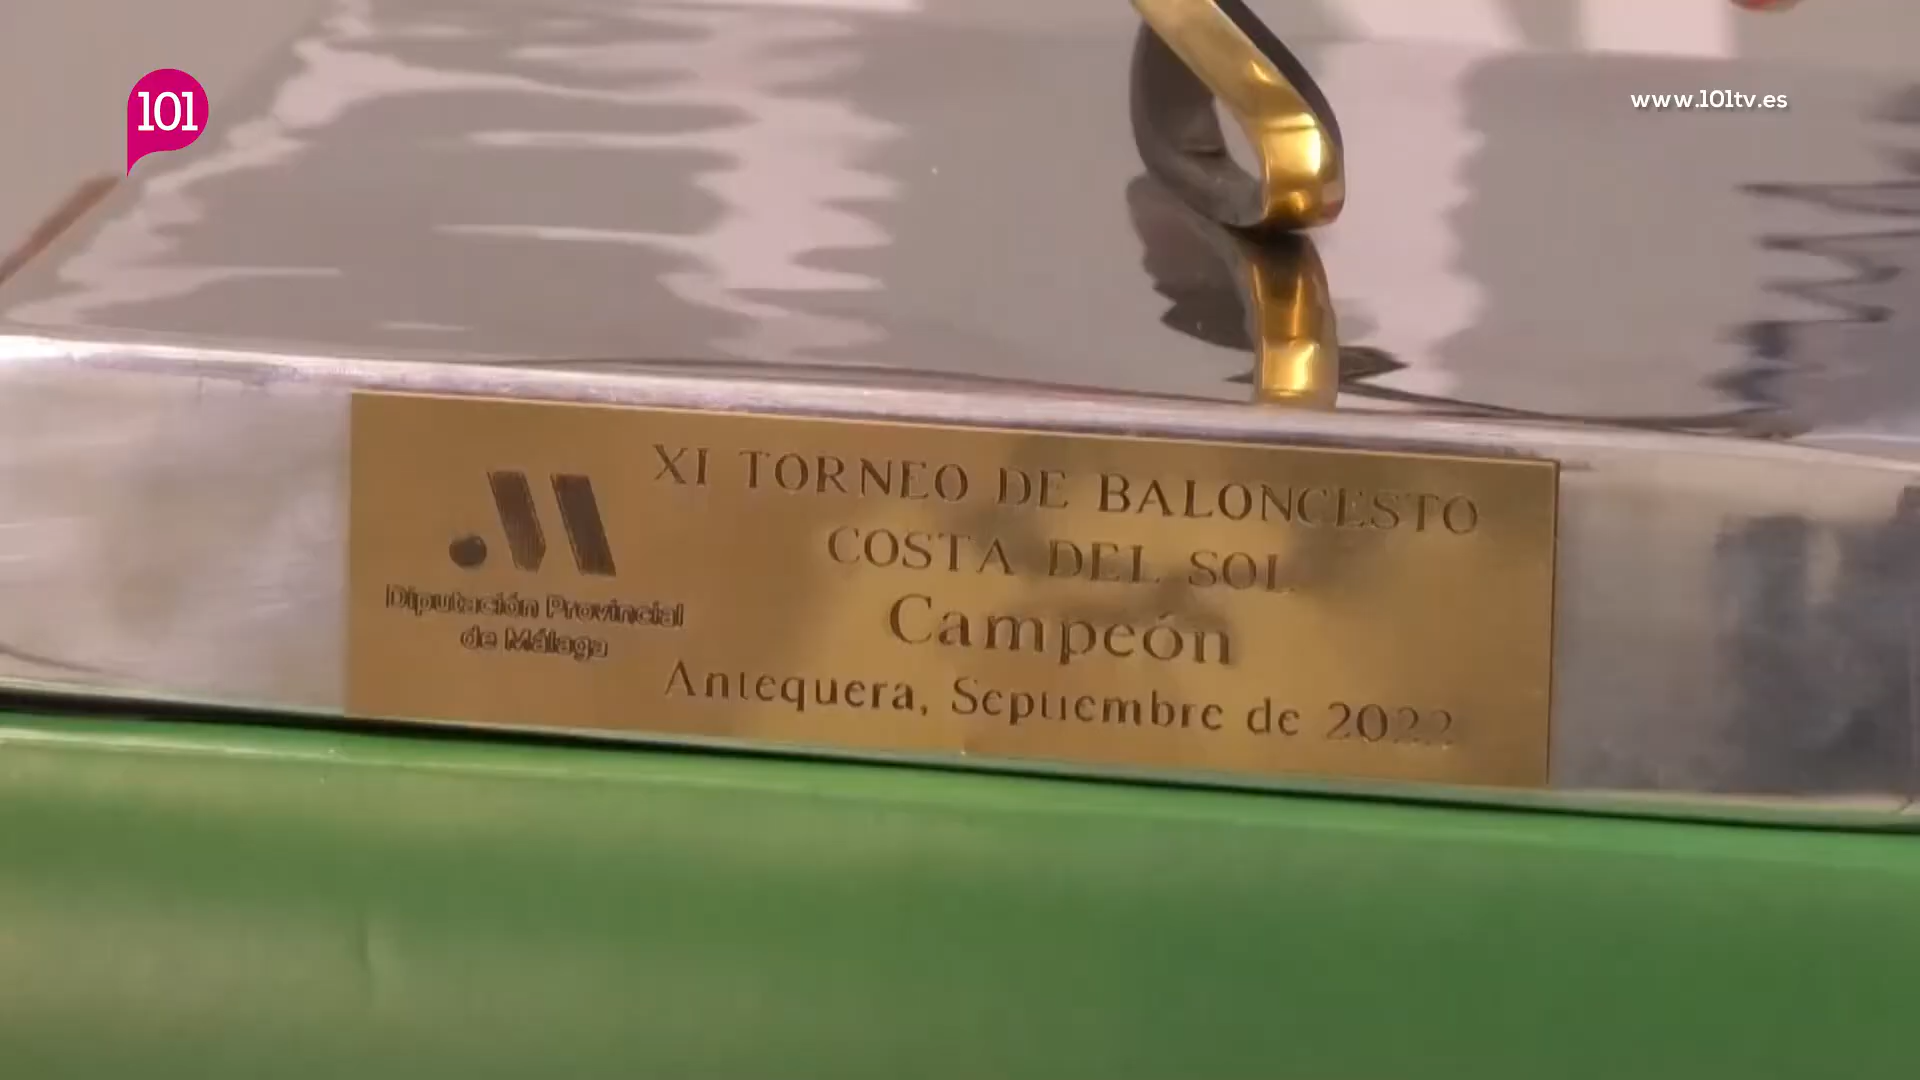 101
www.101tv.es
XI TORNEO DE BALONCESTO
COSTA DEL SOL
Campeón
Antequera, Septiembre de 2022
Diputación Provincial
de Málaga